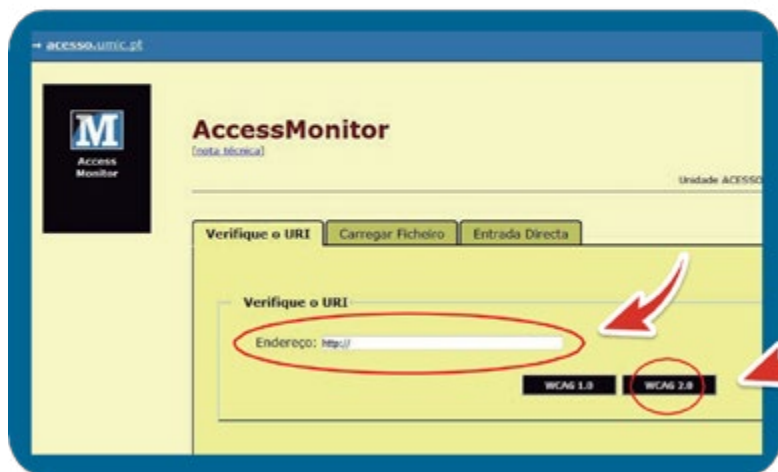 → acesso.umic.pt
M
Access
Monitor
AccessMonitor
[nota técnica]
Unidade ACESSO
Verifique o URI
Carregar Ficheiro
Entrada Directa
Verifique o URI
Endereço: http://
WCAG 1.0
WCAG 2.0